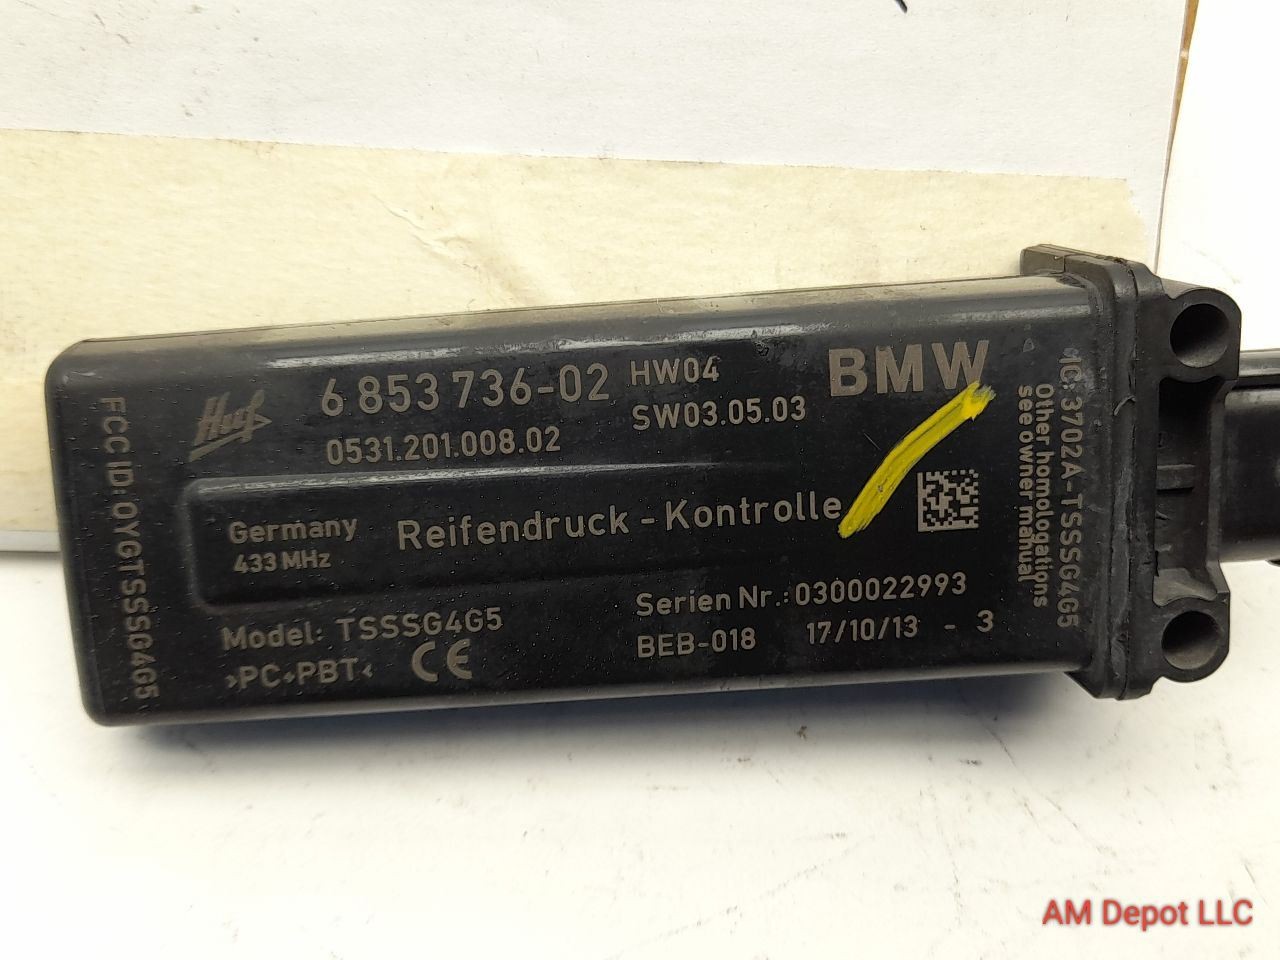 Huf
6 853 736-02
HW04
BMW
0531.201.008.02
SW03.05.03
Germany
433 MHz
Reifendruck - Kontrolle
Model: TSSSG4G5
Serien Nr.: 0300022993
>PC+PBT<
CE
BEB-018 17/10/13 - 3
FCC ID: OYGTSSSG4G5
IC: 3702A-TSSSG4G5
Other homologations
see owner manual
AM Depot LLC